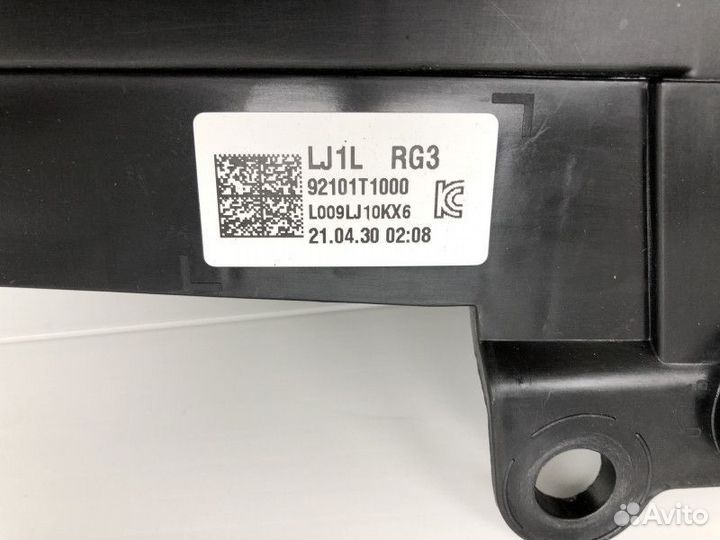 LJ1L RG3
92101T1000
L009LJ10KX6
21.04.30 02:08
Avito